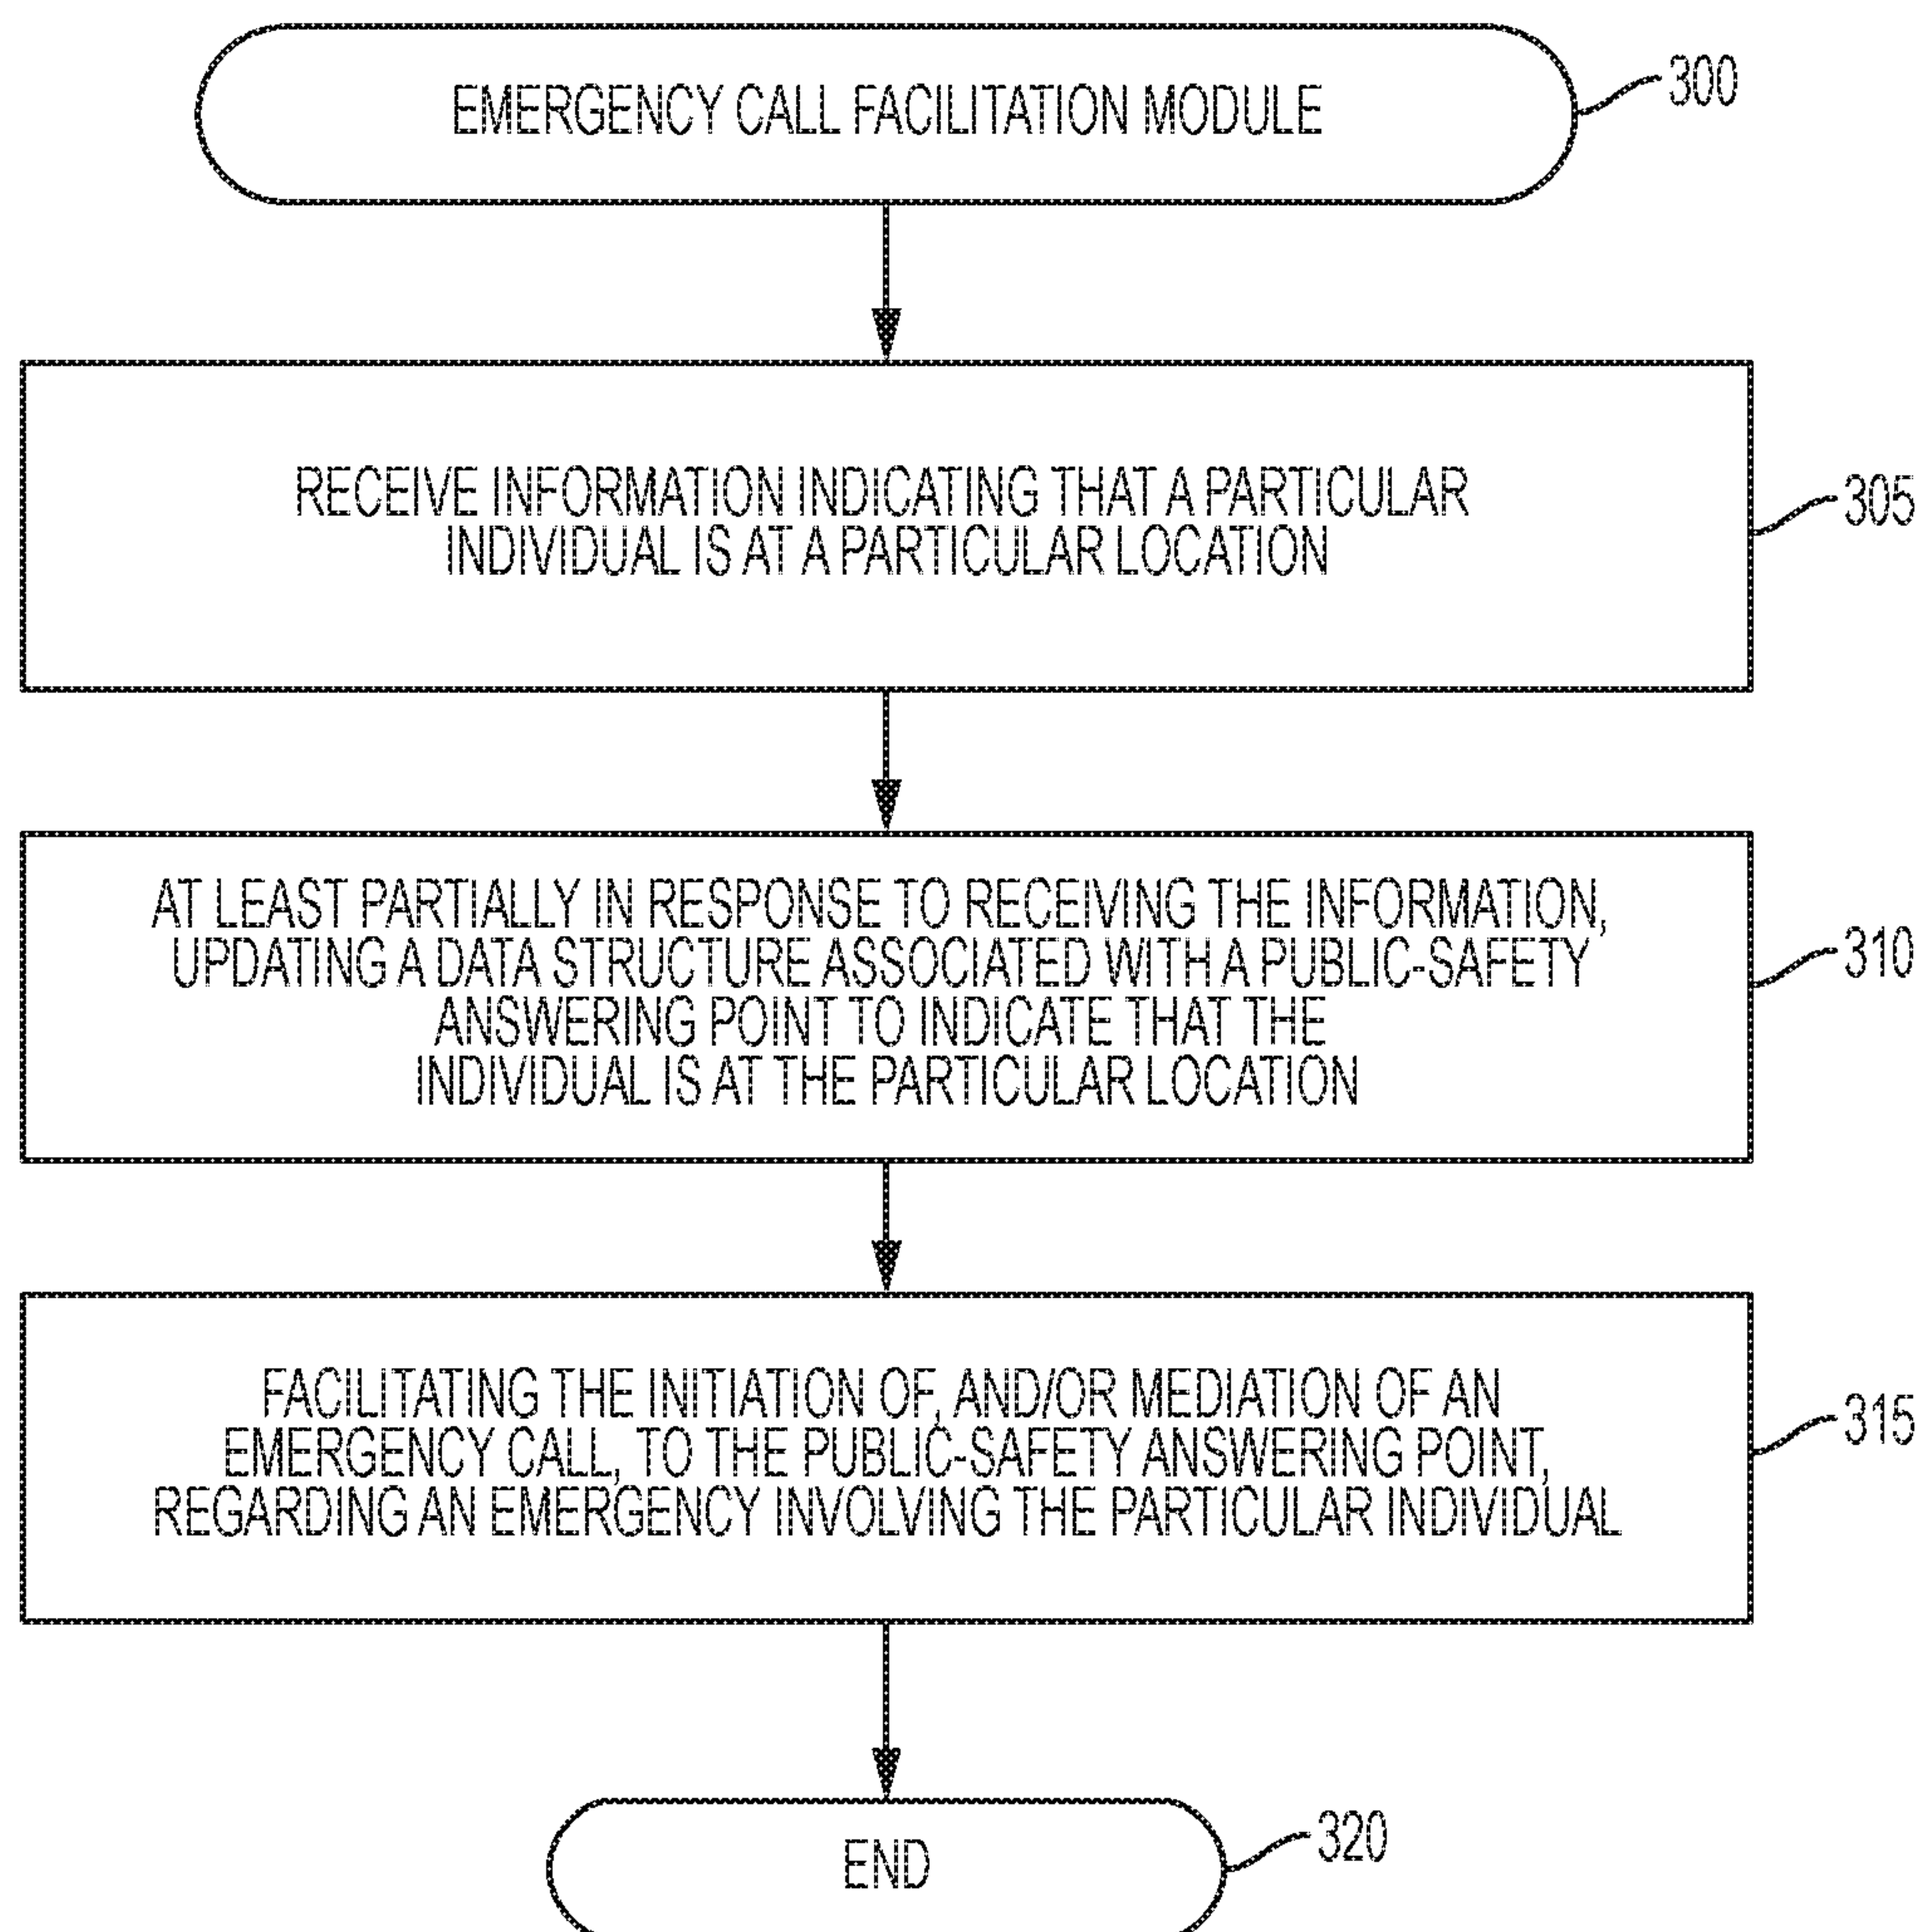 EMERGENCY CALL FACILITATION MODULE
300
RECEIVE INFORMATION INDICATING THAT A PARTICULAR
INDIVIDUAL IS AT A PARTICULAR LOCATION
305
AT LEAST PARTIALLY IN RESPONSE TO RECEIVING THE INFORMATION,
UPDATING A DATA STRUCTURE ASSOCIATED WITH A PUBLIC-SAFETY
ANSWERING POINT TO INDICATE THAT THE
INDIVIDUAL IS AT THE PARTICULAR LOCATION
310
FACILITATING THE INITIATION OF, AND/OR MEDIATION OF AN
EMERGENCY CALL, TO THE PUBLIC-SAFETY ANSWERING POINT,
REGARDING AN EMERGENCY INVOLVING THE PARTICULAR INDIVIDUAL
315
END
320